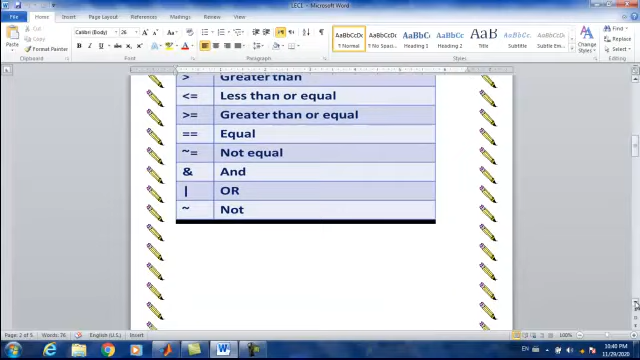 LEC1 - Microsoft Word
File Home Insert Page Layout References Mailings Review View
Paste
Cut
Copy
Format Painter
Clipboard
Calibri (Body) 26
Font
Paragraph
AaBbCcDc AaBbCcDc AaBbC AaBbCc AaB AaBbCc. AaBbCcDc
¶ Normal ¶ No Spaci... Heading 1 Heading 2 Title Subtitle Subtle Em...
Styles
Change Styles
Find
Replace
Select
Editing
> Greater than
<= Less than or equal
>= Greater than or equal
== Equal
~= Not equal
& And
| OR
~ Not
Page: 2 of 5 Words: 76 English (U.S.) Insert 100%
EN 10:40 PM
11/29/2020